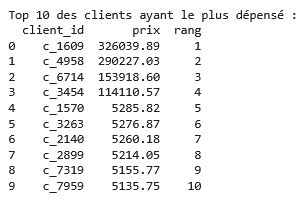 Top 10 des clients ayant le plus dépensé :
client_id prix rang
0 c_1609 326039.89 1
1 c_4958 290227.03 2
2 c_6714 153918.60 3
3 c_3454 114110.57 4
4 c_1570 5285.82 5
5 c_3263 5276.87 6
6 c_2140 5260.18 7
7 c_2899 5214.05 8
8 c_7319 5155.77 9
9 c_7959 5135.75 10